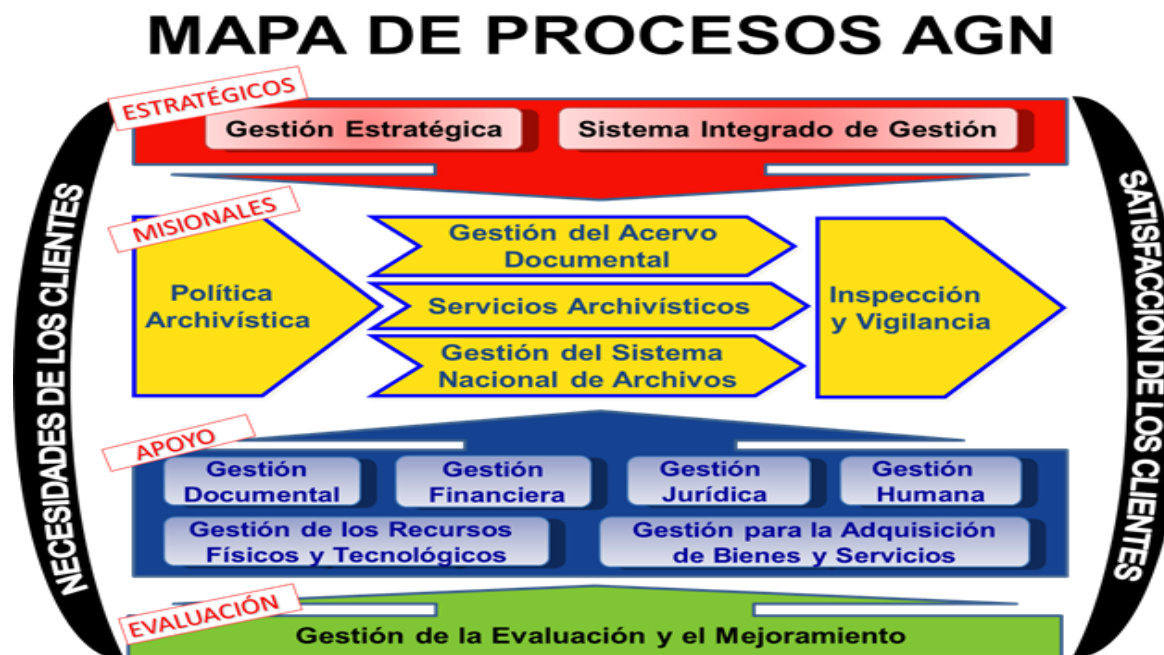 MAPA DE PROCESOS AGN
ESTRATÉGICOS
Gestión Estratégica
Sistema Integrado de Gestión
NECESIDADES DE LOS CLIENTES
MISIONALES
Política
Archivística
Gestión del Acervo
Documental
Servicios Archivísticos
Gestión del Sistema
Nacional de Archivos
Inspección
y Vigilancia
SATISFACCIÓN DE LOS CLIENTES
APOYO
Gestión
Documental
Gestión
Financiera
Gestión
Jurídica
Gestión
Humana
Gestión de los Recursos
Físicos y Tecnológicos
Gestión para la Adquisición
de Bienes y Servicios
EVALUACIÓN
Gestión de la Evaluación y el Mejoramiento